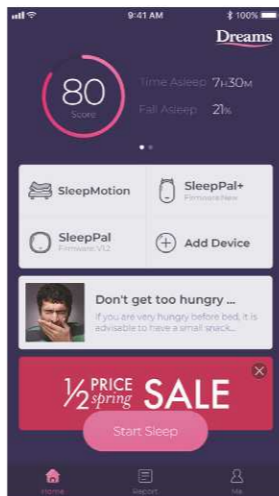 9:41 AM
100%
Dreams
80
Score
Time Asleep 7H30M
Fall Asleep 21%
SleepMotion
SleepPal+
Firmware New
SleepPal
Firmware V1.2
Add Device
Don't get too hungry ...
If you are very hungry before bed, it is
advisable to have a small snack...
½ PRICE
spring
SALE
Start Sleep
Home
Report
Me